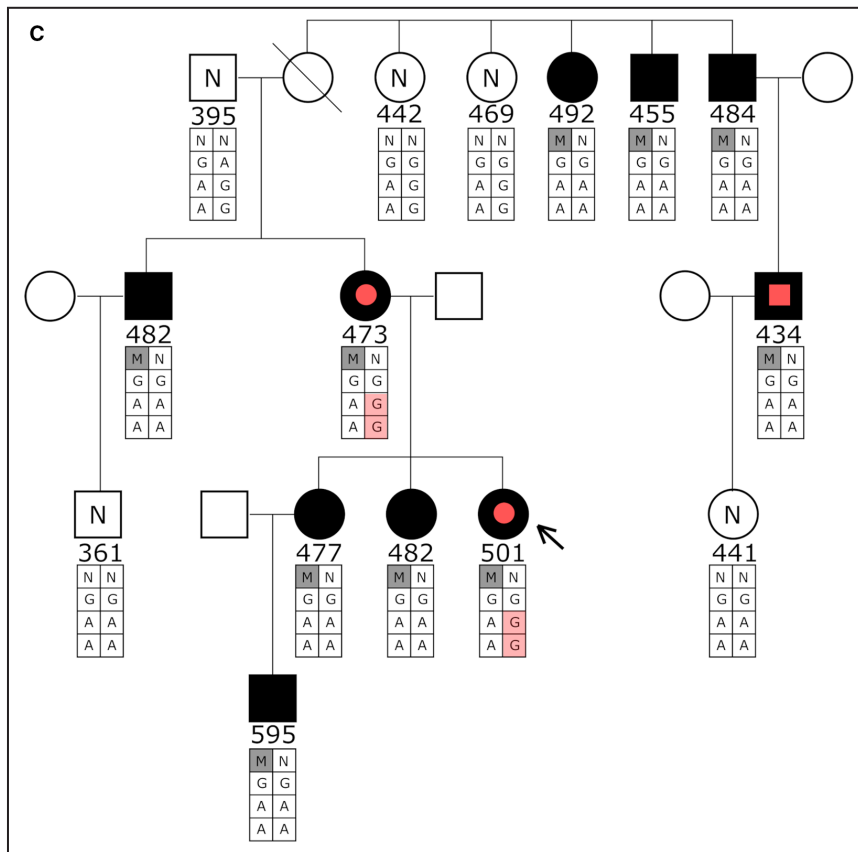 C
N N N
395 442 469 492 455 484
N N N N N N M N M N M N
G A G G G G G G G G G G
A G A G A G A A A A A A
A G A G A G A A A A A A
482 473 434
M N M N M N
G G G G G G
A A A G A A
A A A G A A
N N
361 477 482 501 441
N N M N M N M N N N
G G G G G G G G G G
A A A A A A A G A A
A A A A A A A G A A
595
M N
G G
A A
A A